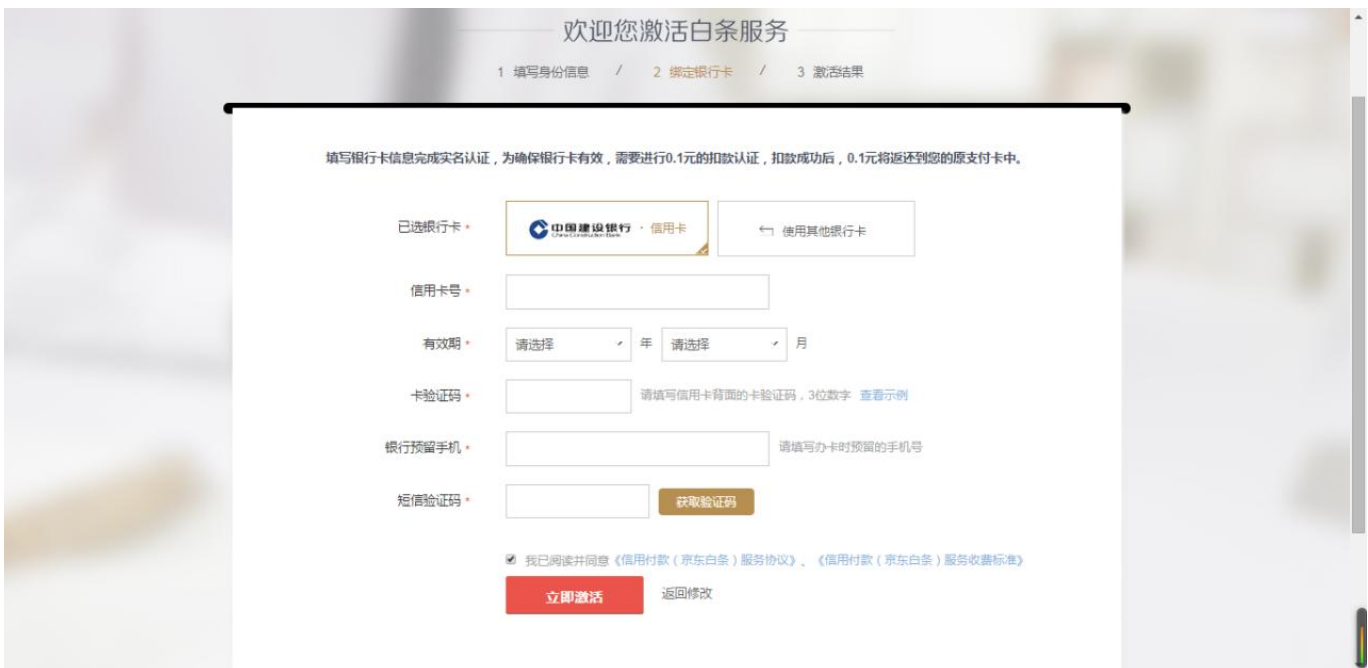 欢迎您激活白条服务
1 填写身份信息 / 2 绑定银行卡 / 3 激活结果
填写银行卡信息完成实名认证，为确保银行卡有效，需要进行0.1元的扣款认证，扣款成功后，0.1元将返还到您的原支付卡中。
已选银行卡 * 中国建设银行 China Construction Bank · 信用卡 使用其他银行卡
信用卡号 *
有效期 * 请选择 年 请选择 月
卡验证码 * 请填写信用卡背面的卡验证码，3位数字 查看示例
银行预留手机 * 请填写办卡时预留的手机号
短信验证码 * 获取验证码
我已阅读并同意《信用付款（京东白条）服务协议》、《信用付款（京东白条）服务收费标准》
立即激活 返回修改